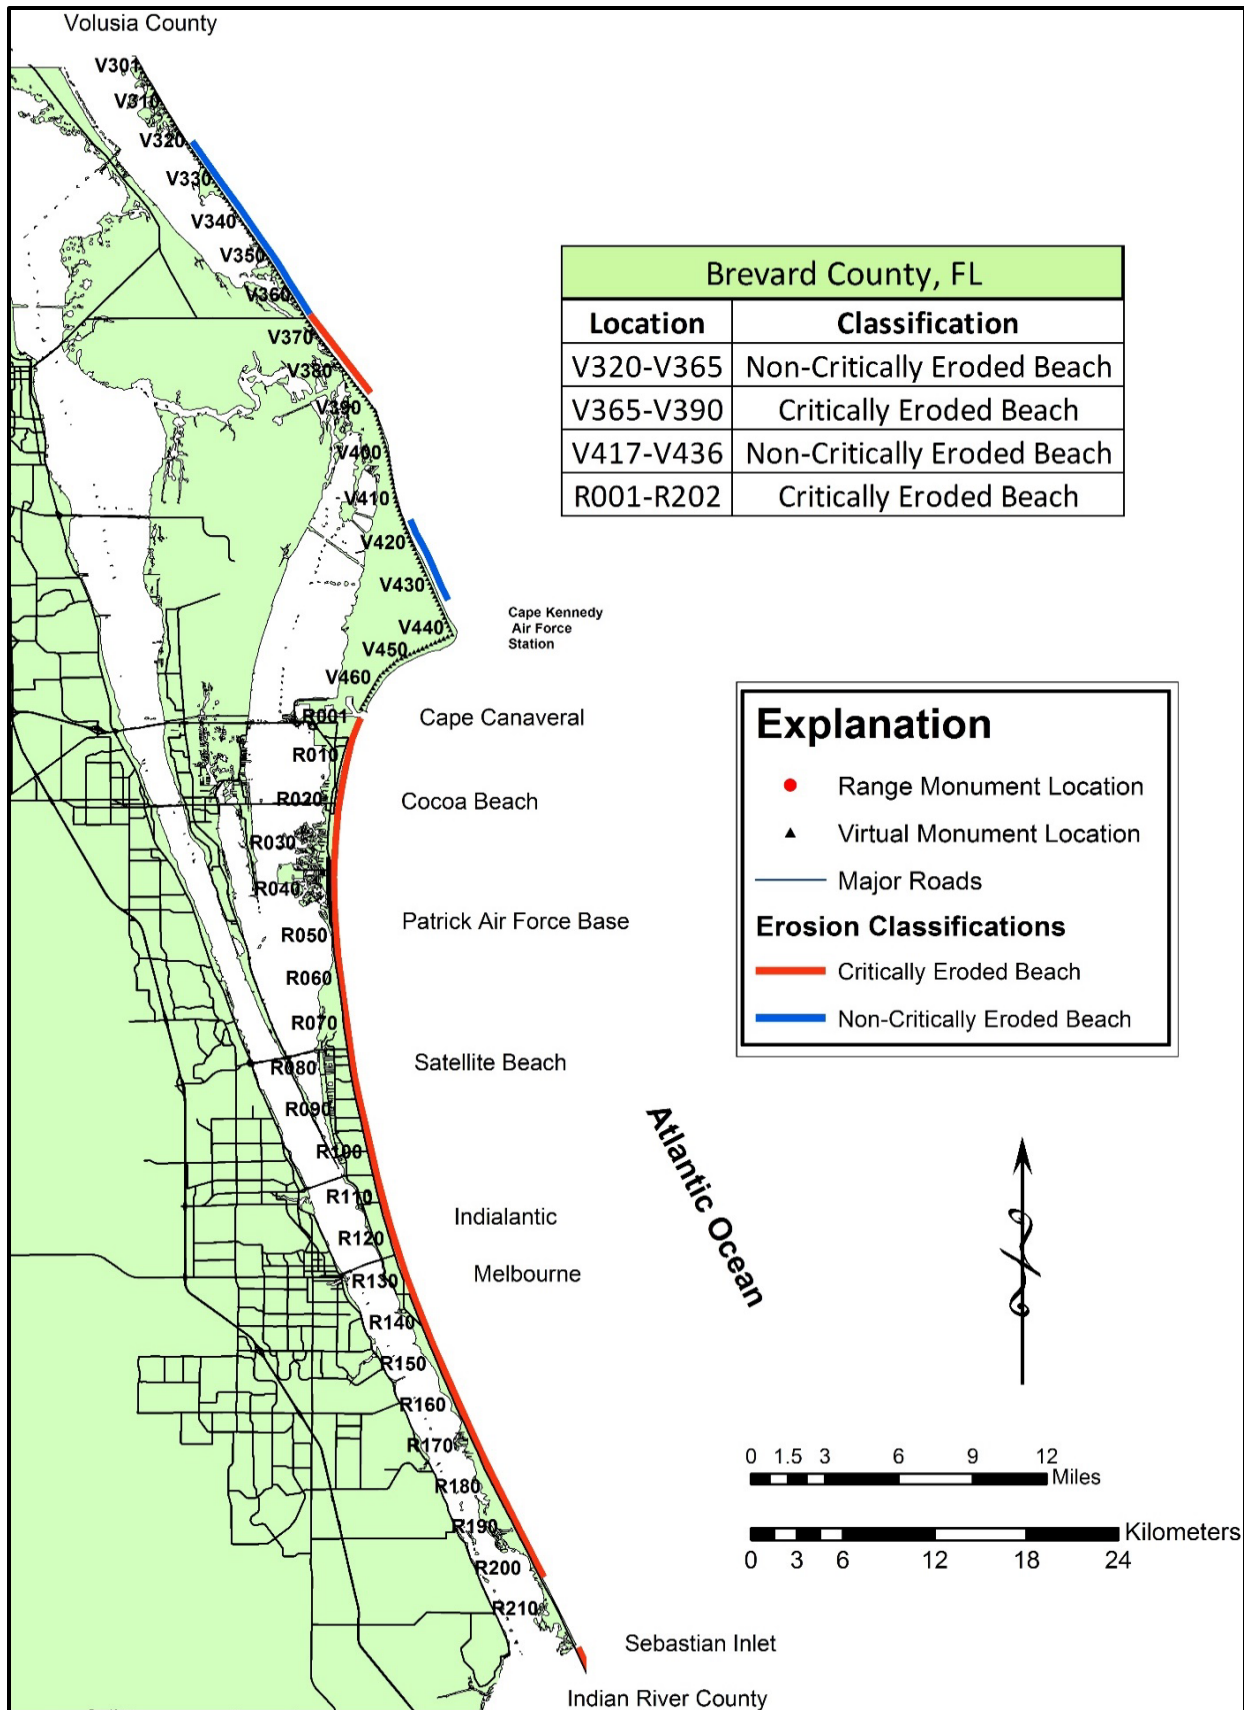 Volusia County
V301
V310
V320
V330
V340
V350
V360
V370
V380
V390
V400
V410
V420
V430
V440
V450
V460
R001
R010
R020
R030
R040
R050
R060
R070
R080
R090
R100
R110
R120
R130
R140
R150
R160
R170
R180
R190
R200
R210
Brevard County, FL
Location Classification
V320-V365 Non-Critically Eroded Beach
V365-V390 Critically Eroded Beach
V417-V436 Non-Critically Eroded Beach
R001-R202 Critically Eroded Beach
Cape Kennedy
Air Force
Station
Cape Canaveral
Cocoa Beach
Patrick Air Force Base
Satellite Beach
Indialantic
Melbourne
Sebastian Inlet
Indian River County
Atlantic Ocean
Explanation
Range Monument Location
Virtual Monument Location
Major Roads
Erosion Classifications
Critically Eroded Beach
Non-Critically Eroded Beach
N
0 1.5 3 6 9 12
Miles
Kilometers
0 3 6 12 18 24